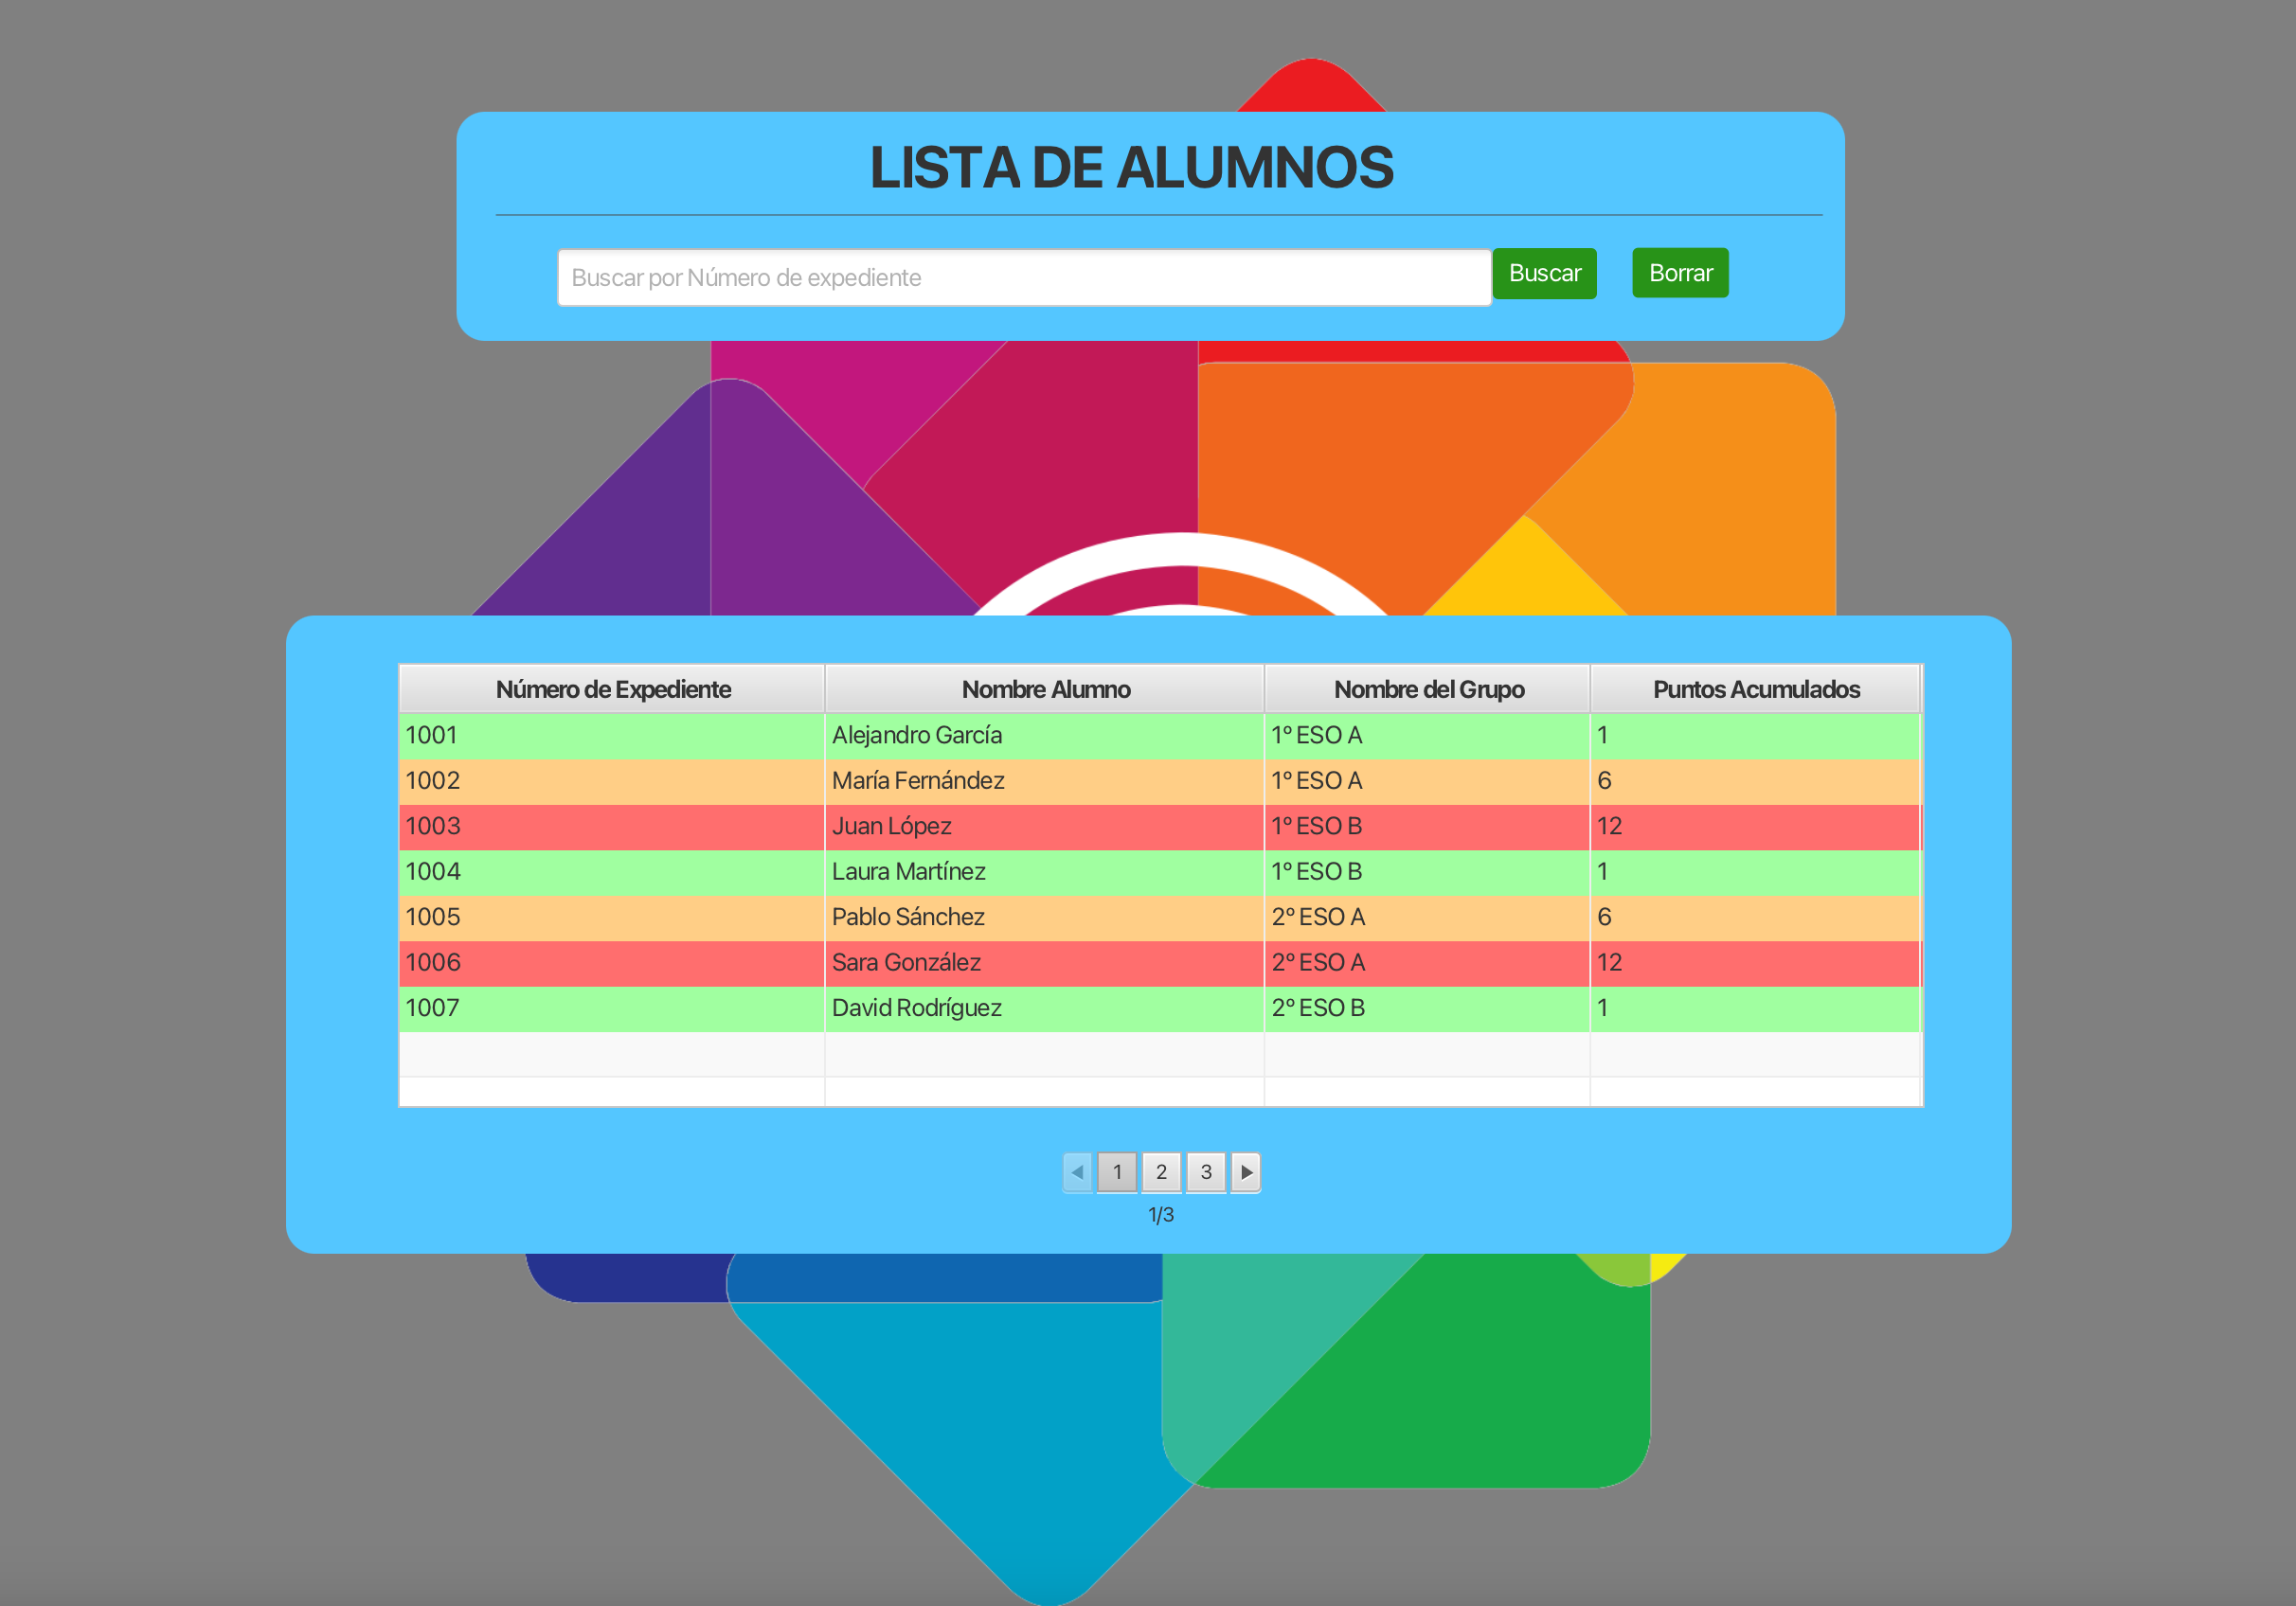 LISTA DE ALUMNOS
Buscar por Número de expediente Buscar Borrar
Número de Expediente Nombre Alumno Nombre del Grupo Puntos Acumulados
1001 Alejandro García 1º ESO A 1
1002 María Fernández 1º ESO A 6
1003 Juan López 1º ESO B 12
1004 Laura Martínez 1º ESO B 1
1005 Pablo Sánchez 2º ESO A 6
1006 Sara González 2º ESO A 12
1007 David Rodríguez 2º ESO B 1
1 2 3
1/3